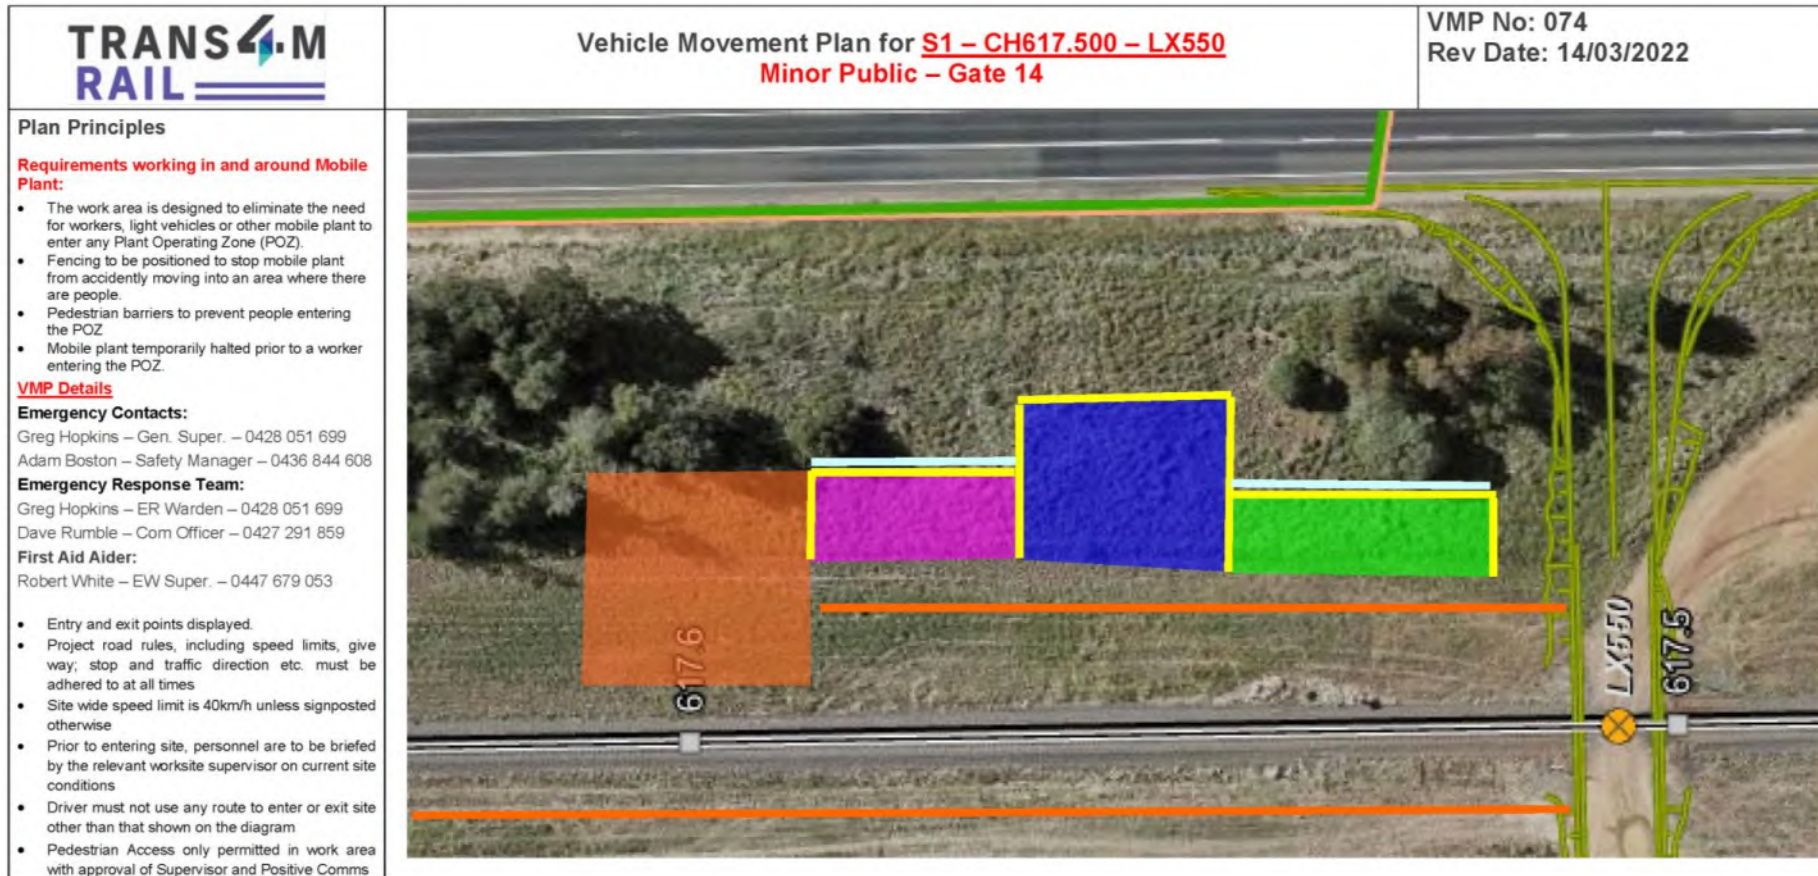 TRANS4M
RAIL
Vehicle Movement Plan for S1 – CH617.500 – LX550
Minor Public – Gate 14
VMP No: 074
Rev Date: 14/03/2022
Plan Principles
Requirements working in and around Mobile
Plant:
• The work area is designed to eliminate the need
for workers, light vehicles or other mobile plant to
enter any Plant Operating Zone (POZ).
• Fencing to be positioned to stop mobile plant
from accidently moving into an area where there
are people.
• Pedestrian barriers to prevent people entering
the POZ
• Mobile plant temporarily halted prior to a worker
entering the POZ.
VMP Details
Emergency Contacts:
Greg Hopkins – Gen. Super. – 0428 051 699
Adam Boston – Safety Manager – 0436 844 608
Emergency Response Team:
Greg Hopkins – ER Warden – 0428 051 699
Dave Rumble – Com Officer – 0427 291 859
First Aid Aider:
Robert White – EW Super. – 0447 679 053
• Entry and exit points displayed.
• Project road rules, including speed limits, give
way; stop and traffic direction etc. must be
adhered to at all times
• Site wide speed limit is 40km/h unless signposted
otherwise
• Prior to entering site, personnel are to be briefed
by the relevant worksite supervisor on current site
conditions
• Driver must not use any route to enter or exit site
other than that shown on the diagram
• Pedestrian Access only permitted in work area
with approval of Supervisor and Positive Comms
617.6
LX550
617.5